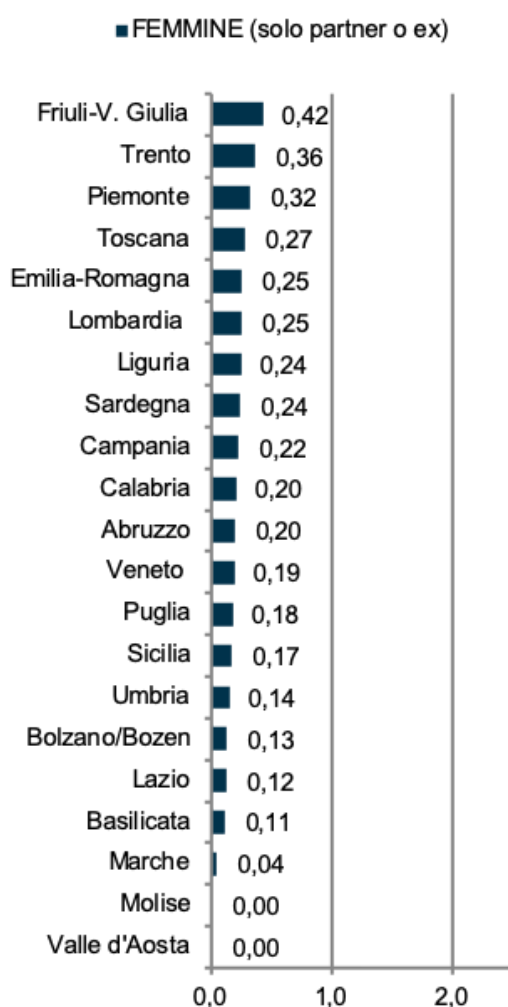 FEMMINE (solo partner o ex)
Friuli-V. Giulia 0,42
Trento 0,36
Piemonte 0,32
Toscana 0,27
Emilia-Romagna 0,25
Lombardia 0,25
Liguria 0,24
Sardegna 0,24
Campania 0,22
Calabria 0,20
Abruzzo 0,20
Veneto 0,19
Puglia 0,18
Sicilia 0,17
Umbria 0,14
Bolzano/Bozen 0,13
Lazio 0,12
Basilicata 0,11
Marche 0,04
Molise 0,00
Valle d'Aosta 0,00
0,0 1,0 2,0